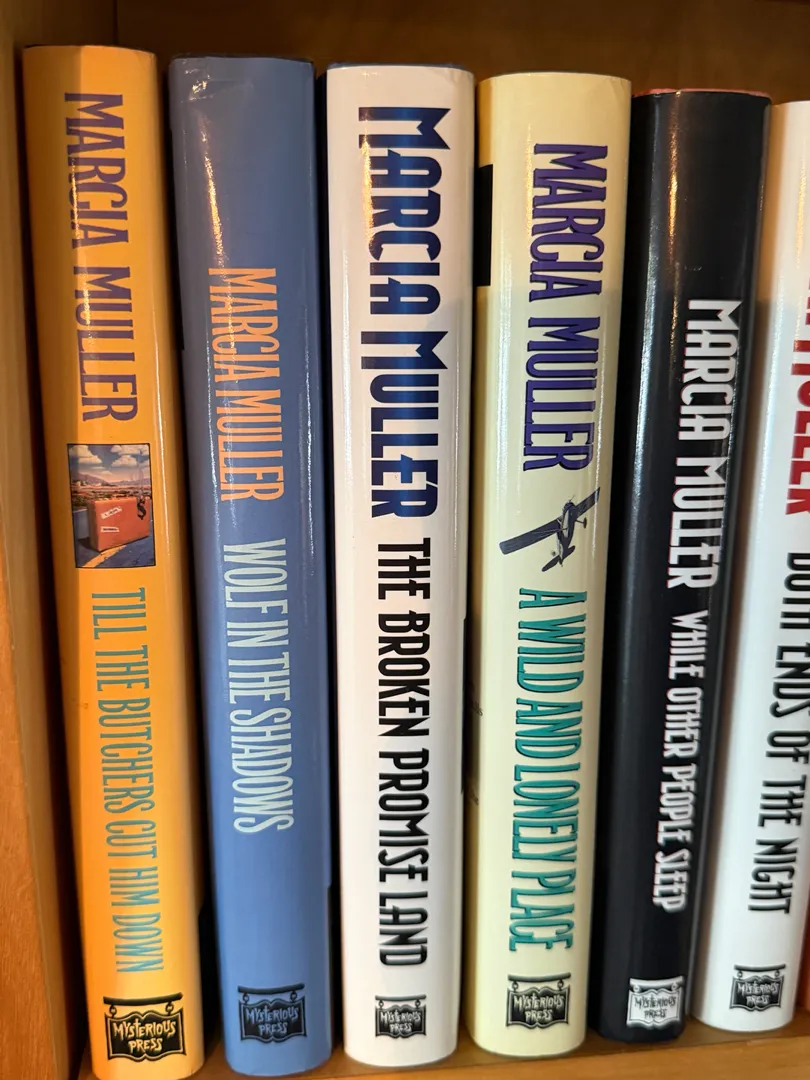 MARCIA MULLER
TILL THE BUTCHERS CUT HIM DOWN
MYSTERIOUS
PRESS
MARCIA MULLER
WOLF IN THE SHADOWS
MYSTERIOUS
PRESS
MARCIA MULLER
THE BROKEN PROMISE LAND
MYSTERIOUS
PRESS
MARCIA MULLER
A WILD AND LONELY PLACE
MYSTERIOUS
PRESS
MARCIA MULLER
WHILE OTHER PEOPLE SLEEP
MYSTERIOUS
PRESS
BOTH ENDS OF THE NIGHT
MYSTERIOUS
PRESS